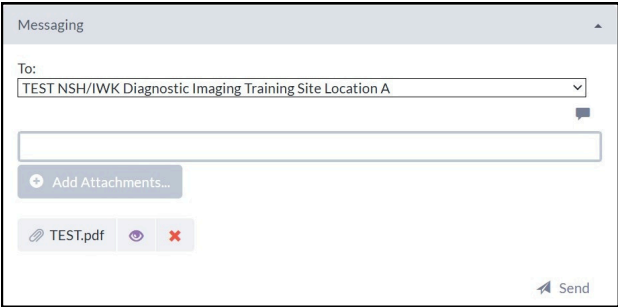 Messaging
To:
TEST NSH/IWK Diagnostic Imaging Training Site Location A
Add Attachments...
TEST.pdf
Send